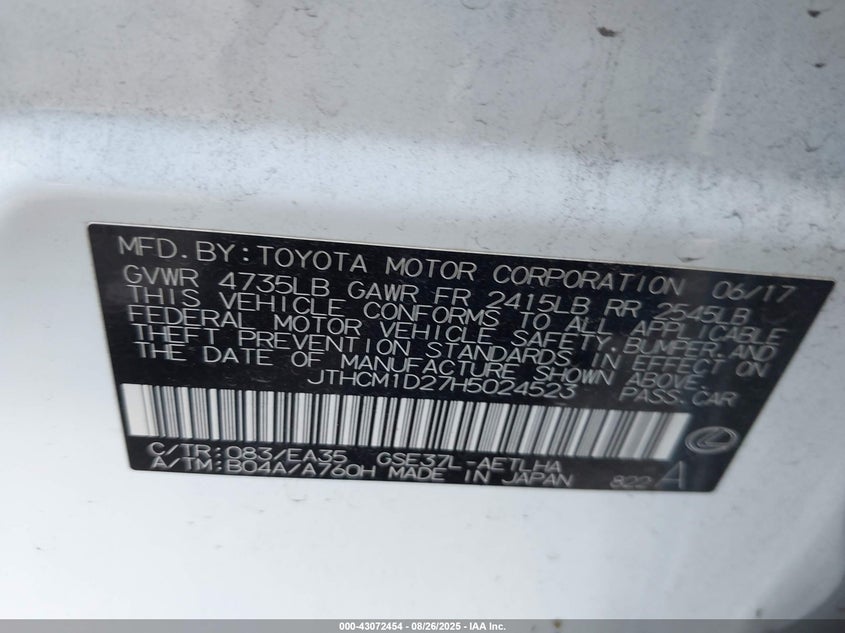 MFD.BY:TOYOTA MOTOR CORPORATION 06/17
GVWR 4735LB GAWR FR 2415LB RR 2545LB
THIS VEHICLE CONFORMS TO ALL APPLICABLE
FEDERAL MOTOR VEHICLE SAFETY,BUMPER,AND
THEFT PREVENTION STANDARDS IN EFFECT ON
THE DATE OF MANUFACTURE SHOWN ABOVE.
JTHCM1D27H5024523 PASS.CAR
C/TR:083/EA35 GSE37L-AETLHA
A/TM:B04A/A760H MADE IN JAPAN 822 A
000-43072454 - 08/26/2025 - IAA Inc.